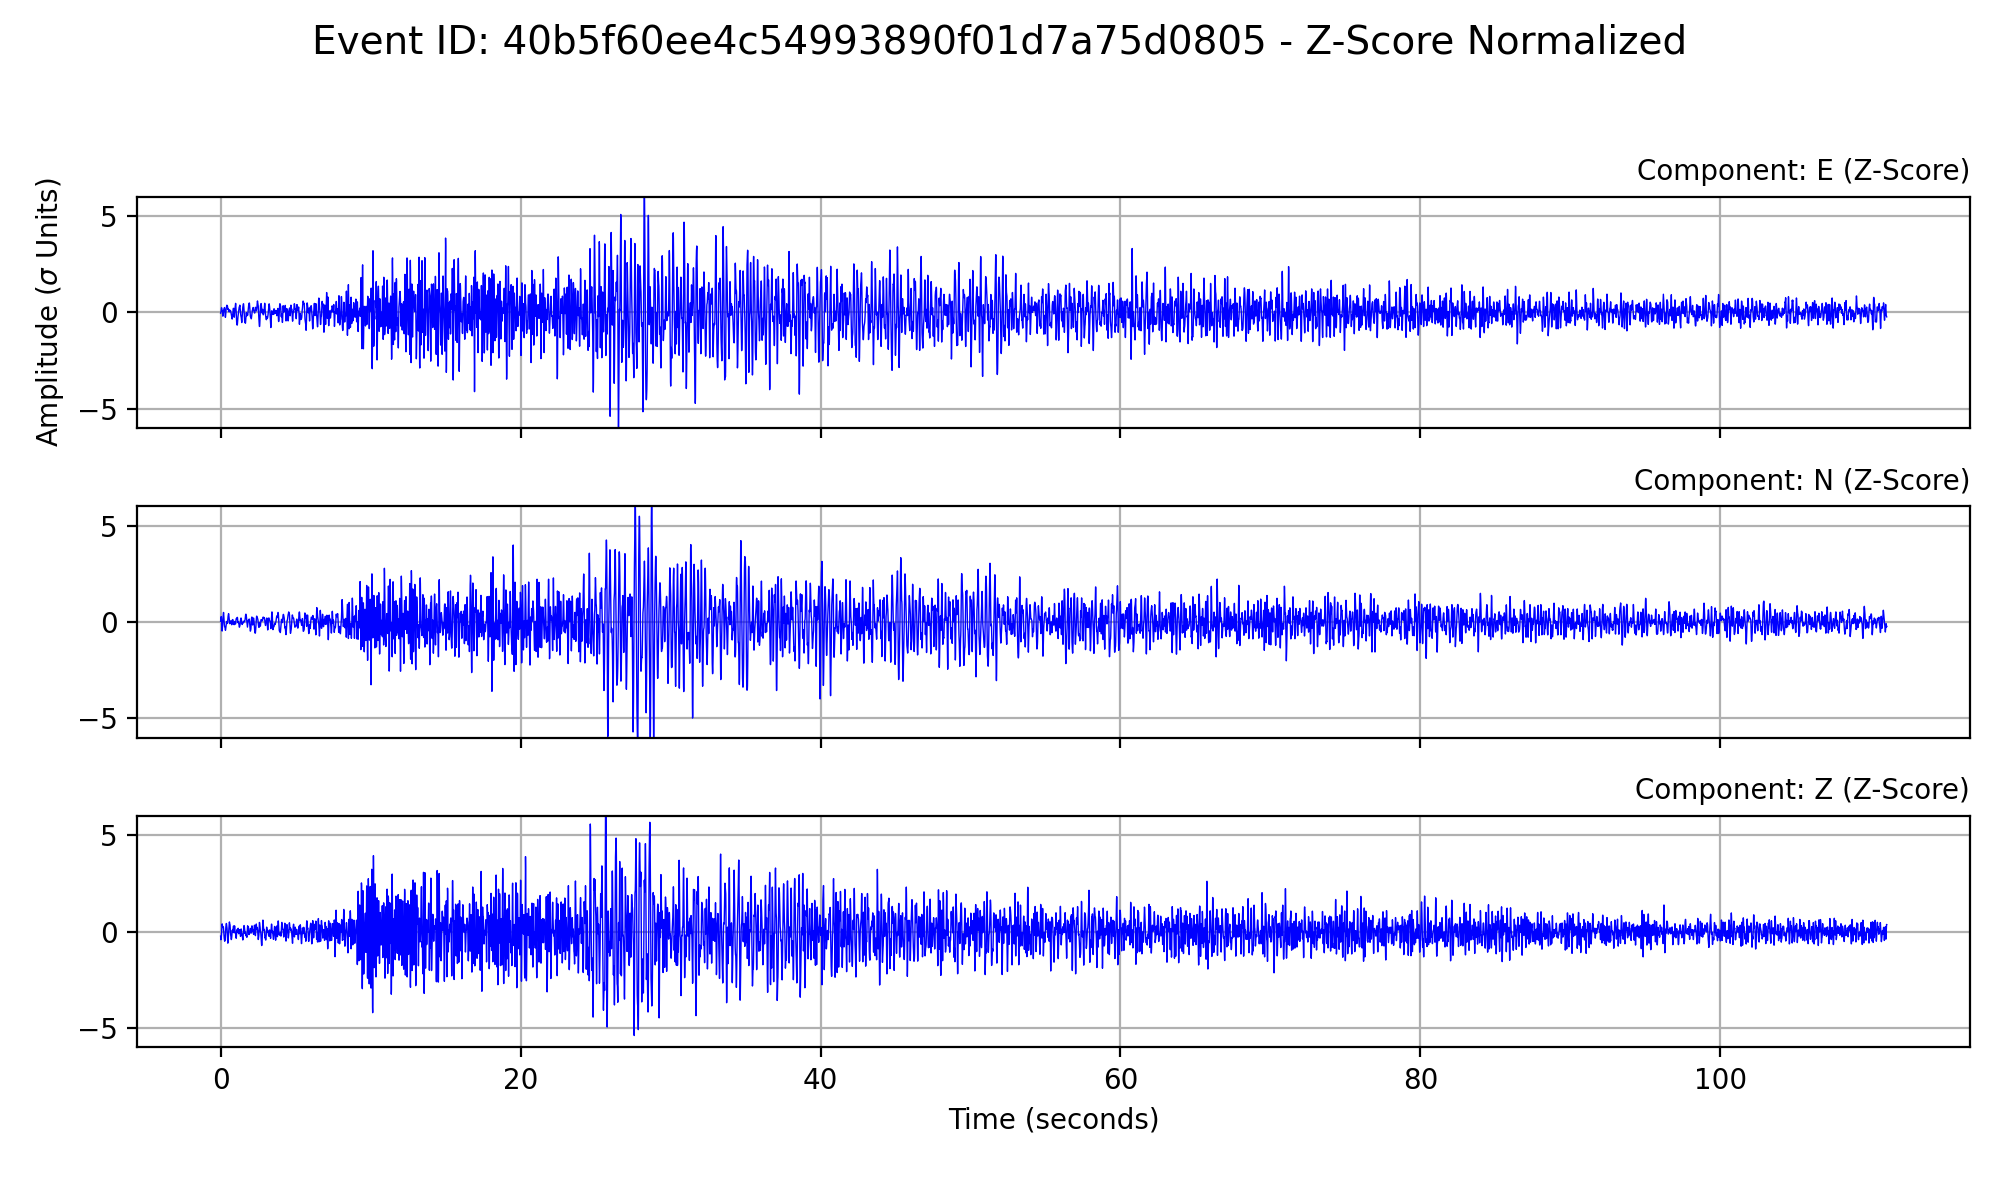 Event ID: 40b5f60ee4c54993890f01d7a75d0805 - Z-Score Normalized
Component: E (Z-Score)
Amplitude (σ Units)
5
0
−5
Component: N (Z-Score)
5
0
−5
Component: Z (Z-Score)
5
0
−5
0 20 40 60 80 100
Time (seconds)